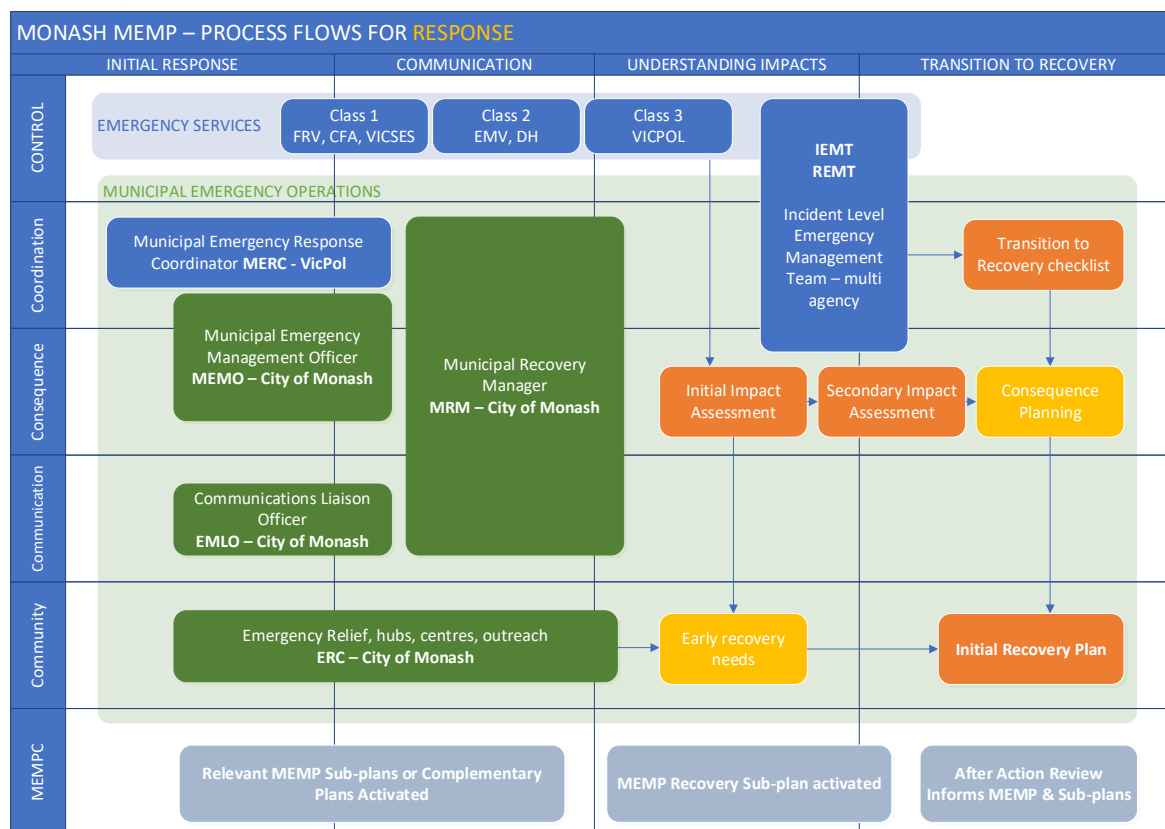 MONASH MEMP – PROCESS FLOWS FOR RESPONSE
INITIAL RESPONSE
COMMUNICATION
UNDERSTANDING IMPACTS
TRANSITION TO RECOVERY
CONTROL
EMERGENCY SERVICES
Class 1
FRV, CFA, VICSES
Class 2
EMV, DH
Class 3
VICPOL
IEMT
REMT
Incident Level
Emergency
Management
Team – multi
agency
MUNICIPAL EMERGENCY OPERATIONS
Coordination
Municipal Emergency Response
Coordinator MERC - VicPol
Transition to
Recovery checklist
Municipal Emergency
Management Officer
MEMO – City of Monash
Municipal Recovery
Manager
MRM – City of Monash
Consequence
Initial Impact
Assessment
Secondary Impact
Assessment
Consequence
Planning
Communication
Communications Liaison
Officer
EMLO – City of Monash
Community
Emergency Relief, hubs, centres, outreach
ERC – City of Monash
Early recovery
needs
Initial Recovery Plan
MEMPC
Relevant MEMP Sub-plans or Complementary
Plans Activated
MEMP Recovery Sub-plan activated
After Action Review
Informs MEMP & Sub-plans